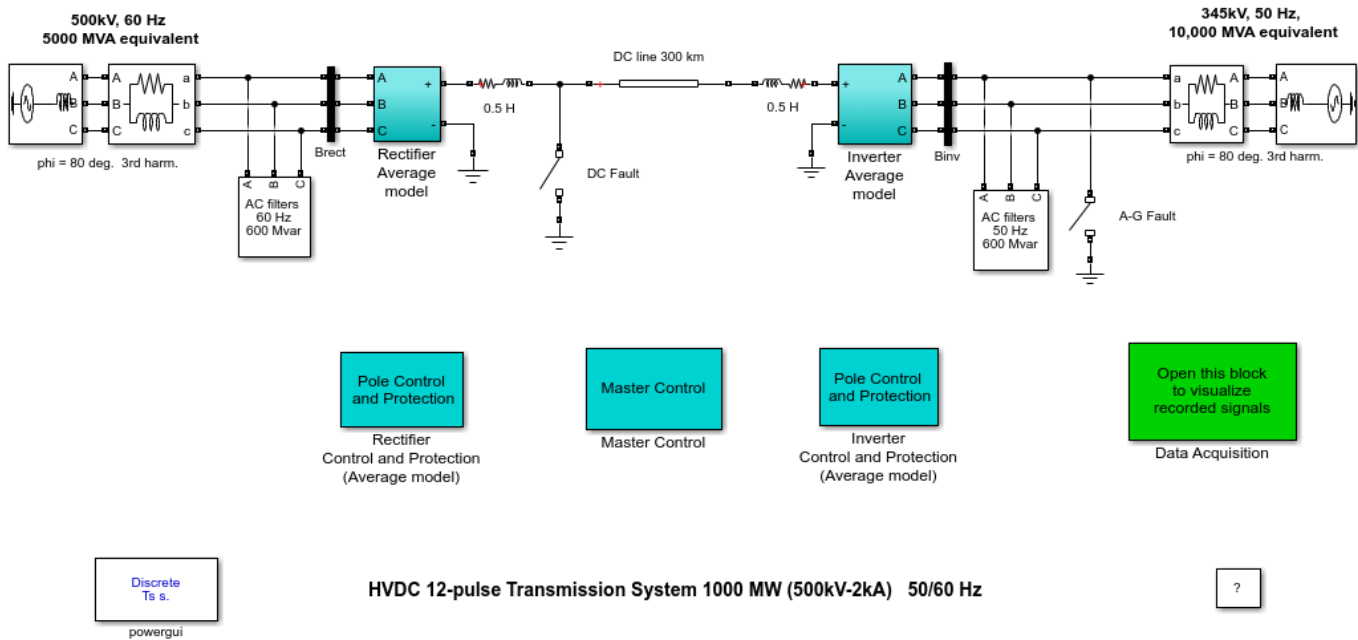 500kV, 60 Hz
5000 MVA equivalent
345kV, 50 Hz,
10,000 MVA equivalent
A
B
C
A
B
C
a
b
c
phi = 80 deg.  3rd harm.
A
B
C
AC filters
60 Hz
600 Mvar
Brect
A
B
C
+
-
Rectifier
Average
model
0.5 H
DC Fault
DC line 300 km
0.5 H
+
-
A
B
C
Inverter
Average
model
Binv
A
B
C
AC filters
50 Hz
600 Mvar
A-G Fault
a
b
c
A
B
C
A
B
C
phi = 80 deg.  3rd harm.
Pole Control
and Protection
Rectifier
Control and Protection
(Average model)
Master Control
Master Control
Pole Control
and Protection
Inverter
Control and Protection
(Average model)
Open this block
to visualize
recorded signals
Data Acquisition
Discrete
Ts s.
powergui
HVDC 12-pulse Transmission System 1000 MW (500kV-2kA)   50/60 Hz
?